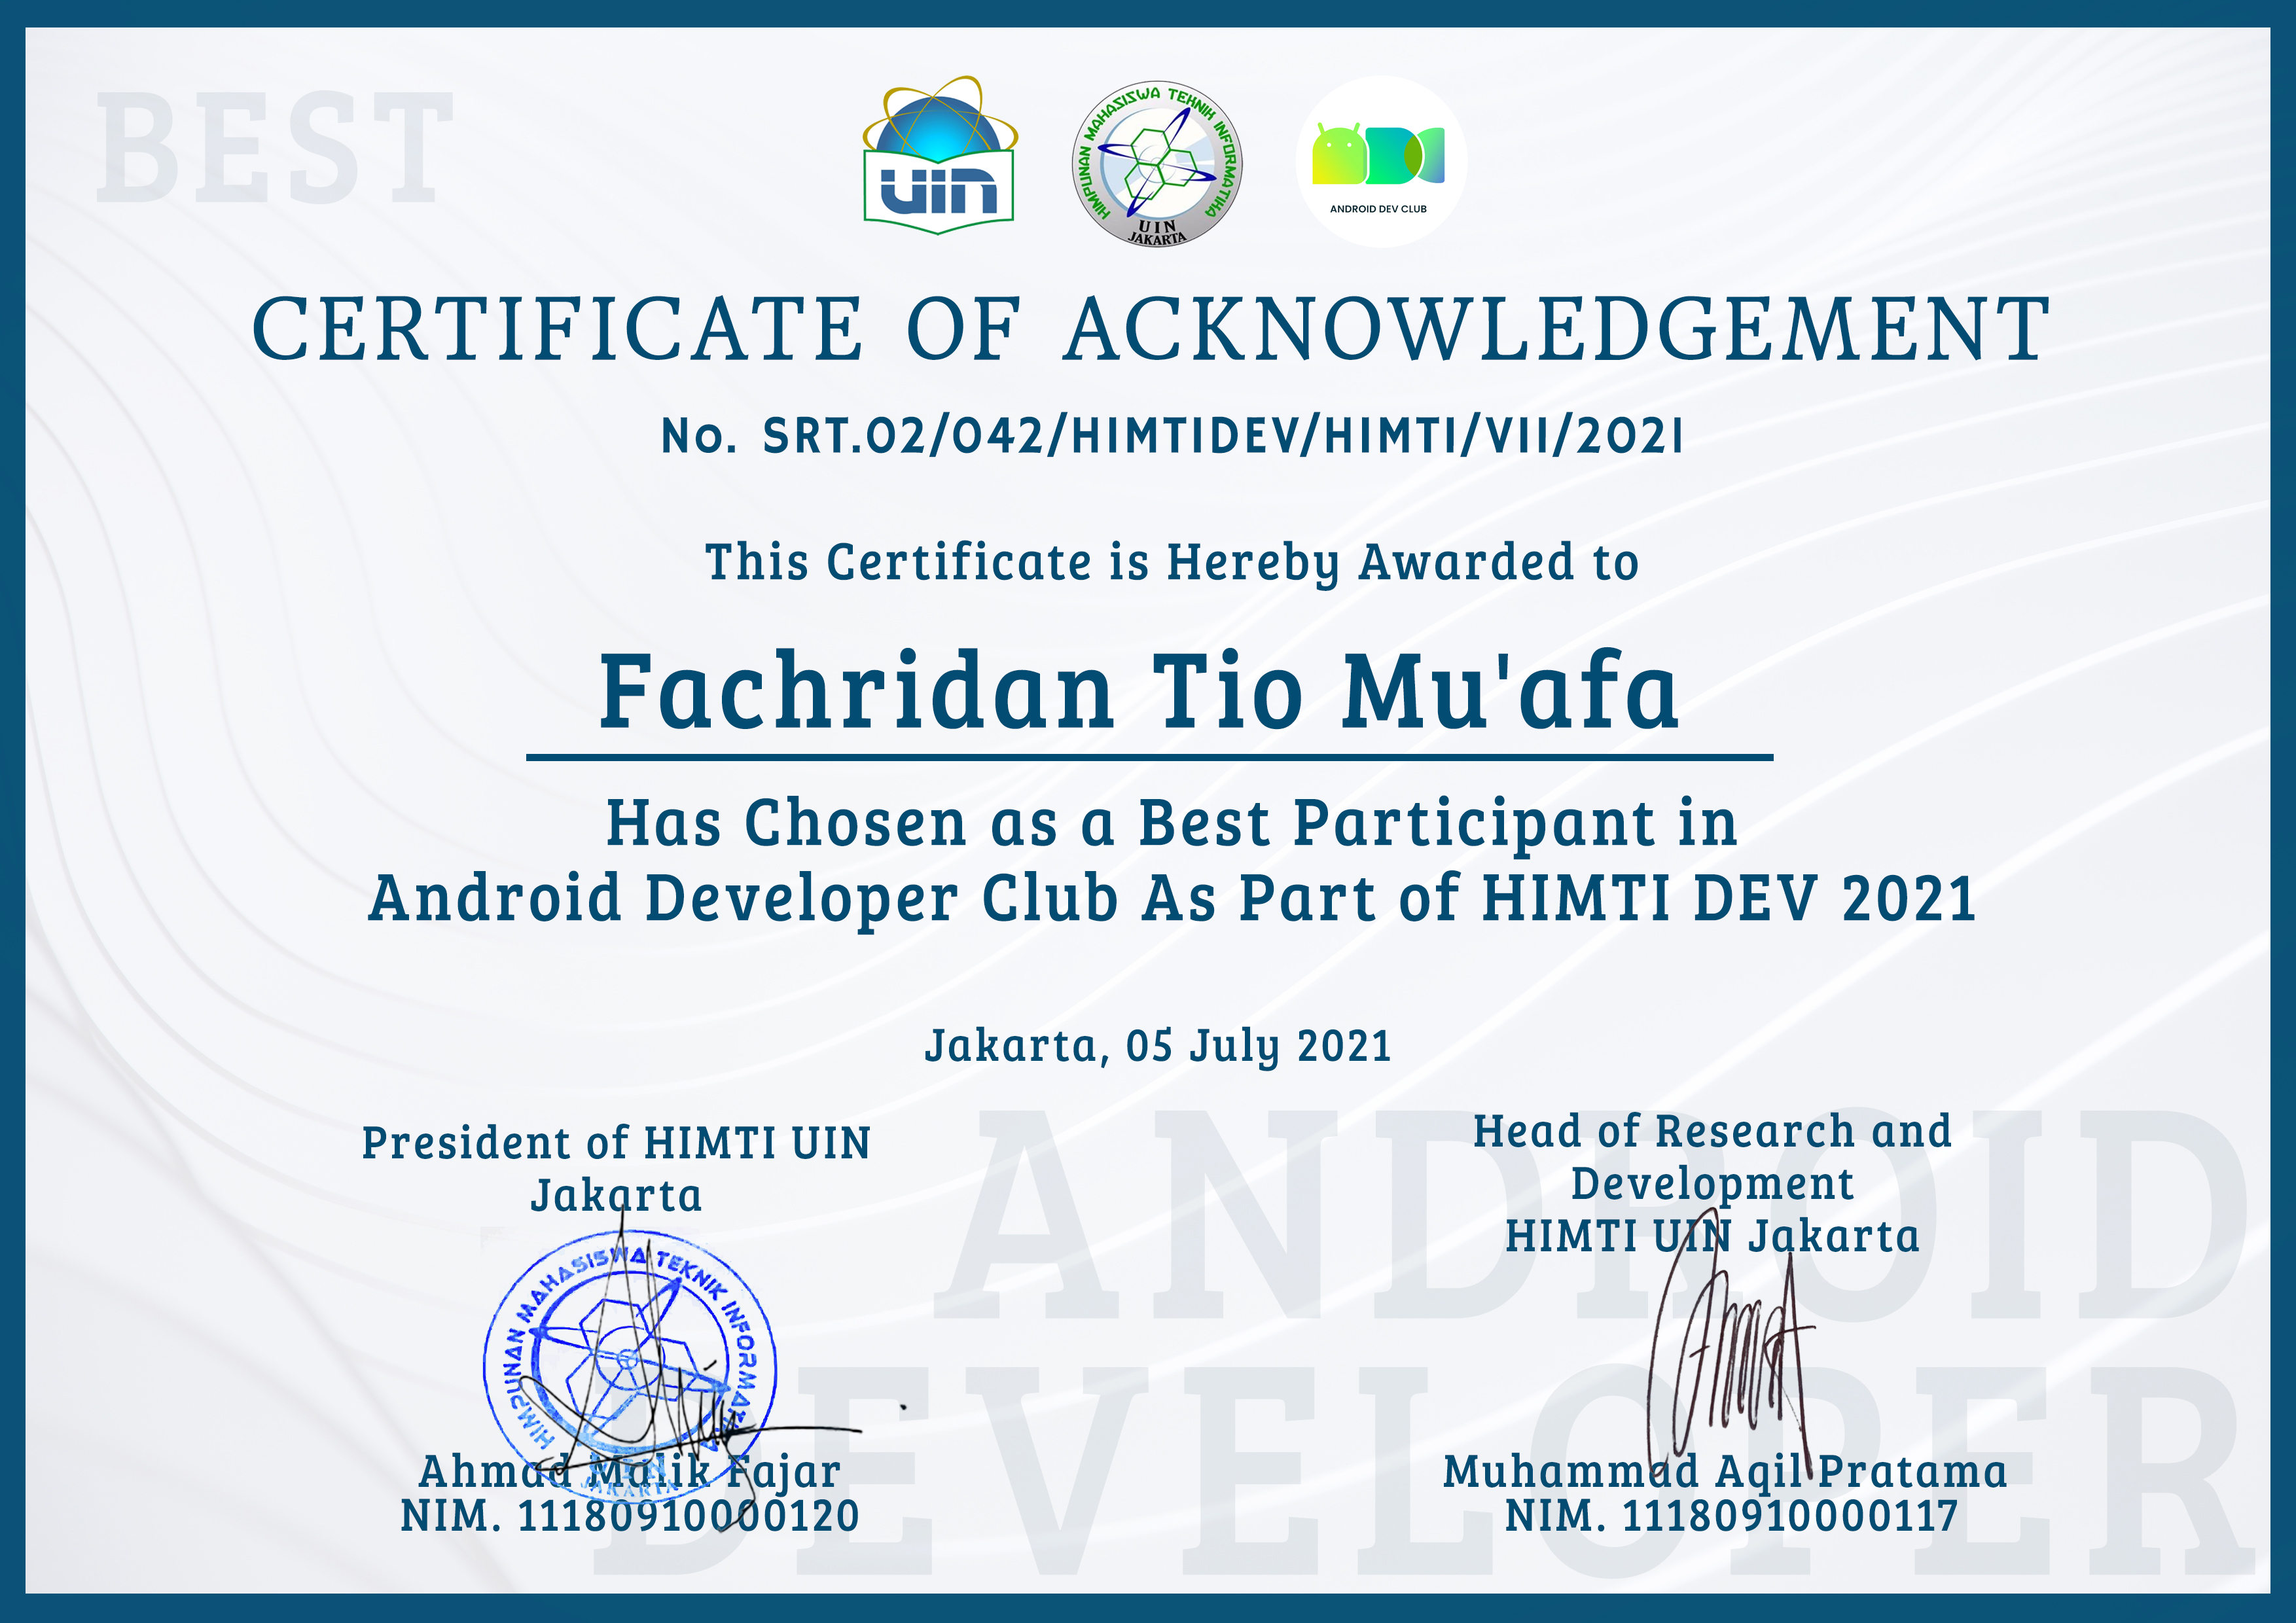 BEST
uin
HIMPUNAN MAHASISWA TEKNIK INFORMATIKA
UIN
JAKARTA
ANDROID DEV CLUB
CERTIFICATE OF ACKNOWLEDGEMENT
No. SRT.02/042/HIMTIDEV/HIMTI/VII/2021
This Certificate is Hereby Awarded to
Fachridan Tio Mu'afa
Has Chosen as a Best Participant in
Android Developer Club As Part of HIMTI DEV 2021
Jakarta, 05 July 2021
President of HIMTI UIN
Jakarta
HIMPUNAN MAHASISWA TEKNIK INFORMATIKA
UIN
JAKARTA
Ahmad Malik Fajar
NIM. 11180910000120
Head of Research and
Development
HIMTI UIN Jakarta
Muhammad Aqil Pratama
NIM. 11180910000117
ANDROID
DEVELOPER